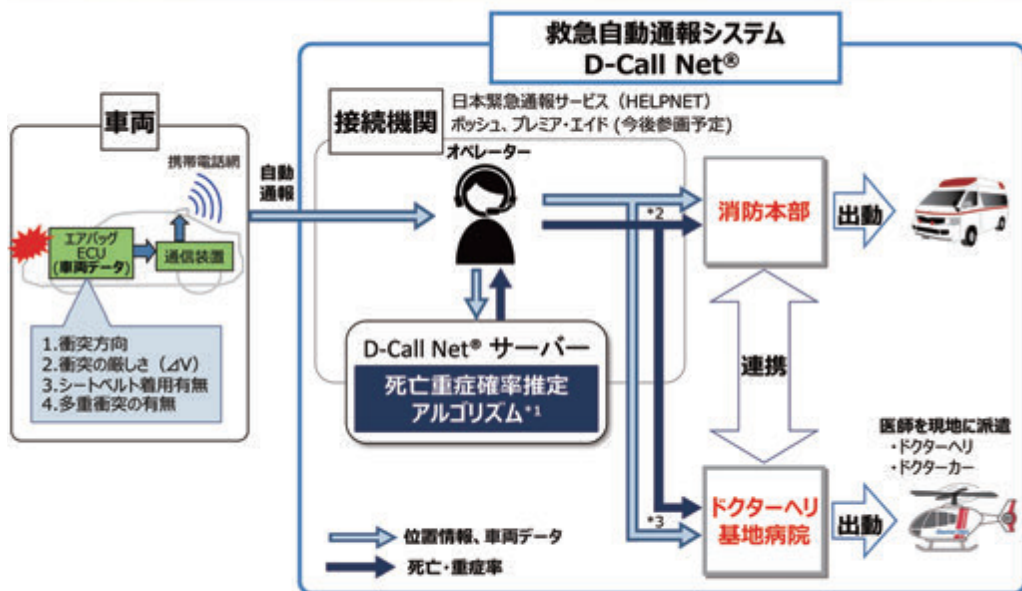 救急自動通報システム
D-Call Net®
車両
携帯電話網
エアバッグ
ECU
(車両データ)
通信装置
1.衝突方向
2.衝突の厳しさ（⊿V）
3.シートベルト着用有無
4.多重衝突の有無
自動
通報
接続機関
日本緊急通報サービス（HELPNET）
ボッシュ、プレミア・エイド (今後参画予定)
オペレーター
D-Call Net® サーバー
死亡重症確率推定
アルゴリズム*1
*2
消防本部
出動
連携
医師を現地に派遣
・ドクターヘリ
・ドクターカー
*3
ドクターヘリ
基地病院
出動
位置情報、車両データ
死亡・重症率